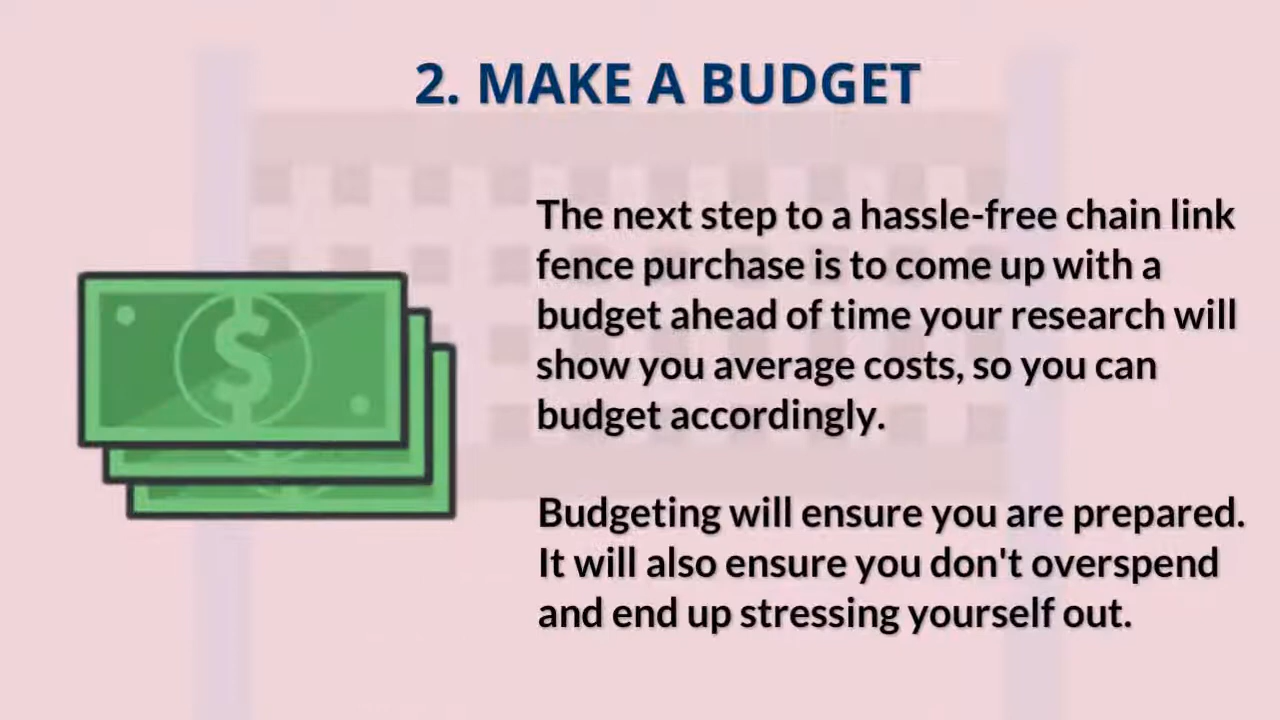 2. MAKE A BUDGET
The next step to a hassle-free chain link
fence purchase is to come up with a
budget ahead of time your research will
show you average costs, so you can
budget accordingly.
Budgeting will ensure you are prepared.
It will also ensure you don't overspend
and end up stressing yourself out.
$